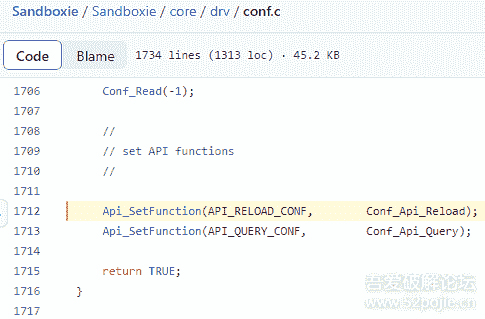 Sandboxie / Sandboxie / core / drv / conf.c
Code Blame 1734 lines (1313 loc) · 45.2 KB
1706 Conf_Read(-1);
1707
1708 //
1709 // set API functions
1710 //
1711
1712 Api_SetFunction(API_RELOAD_CONF, Conf_Api_Reload);
1713 Api_SetFunction(API_QUERY_CONF, Conf_Api_Query);
1714
1715 return TRUE;
1716 }
1717
吾爱破解论坛
www.52pojie.cn